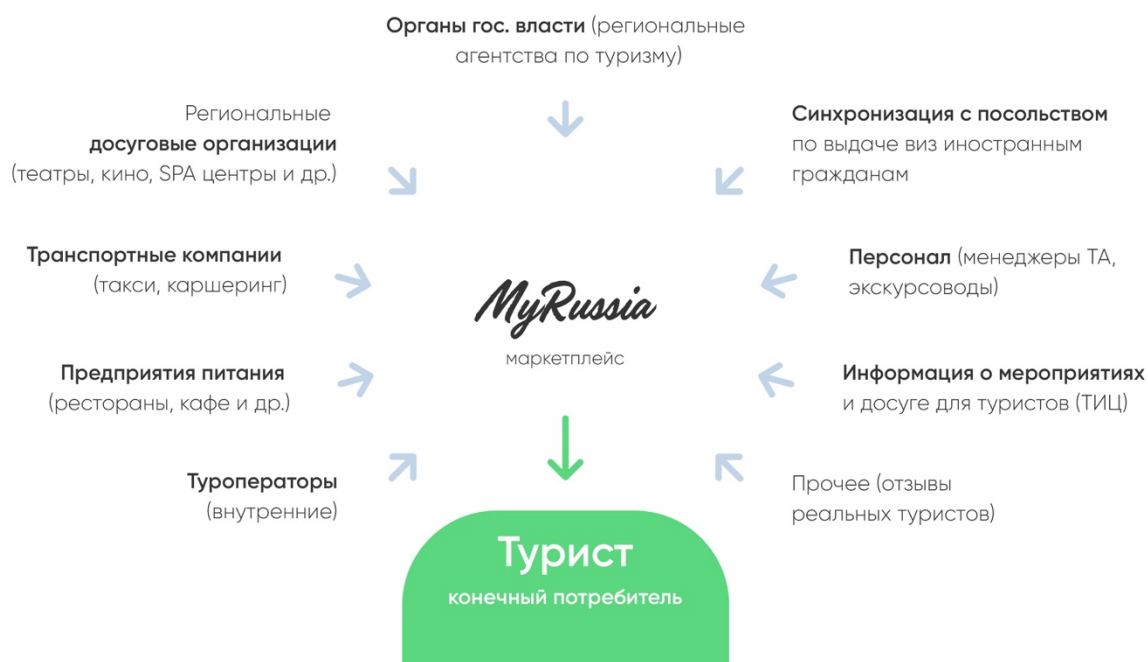 Органы гос. власти (региональные
агентства по туризму)
Региональные
досуговые организации
(театры, кино, SPA центры и др.)
Синхронизация с посольством
по выдаче виз иностранным
гражданам
Транспортные компании
(такси, каршеринг)
Персонал (менеджеры ТА,
экскурсоводы)
MyRussia
маркетплейс
Предприятия питания
(рестораны, кафе и др.)
Информация о мероприятиях
и досуге для туристов (ТИЦ)
Туроператоры
(внутренние)
Прочее (отзывы
реальных туристов)
Турист
конечный потребитель